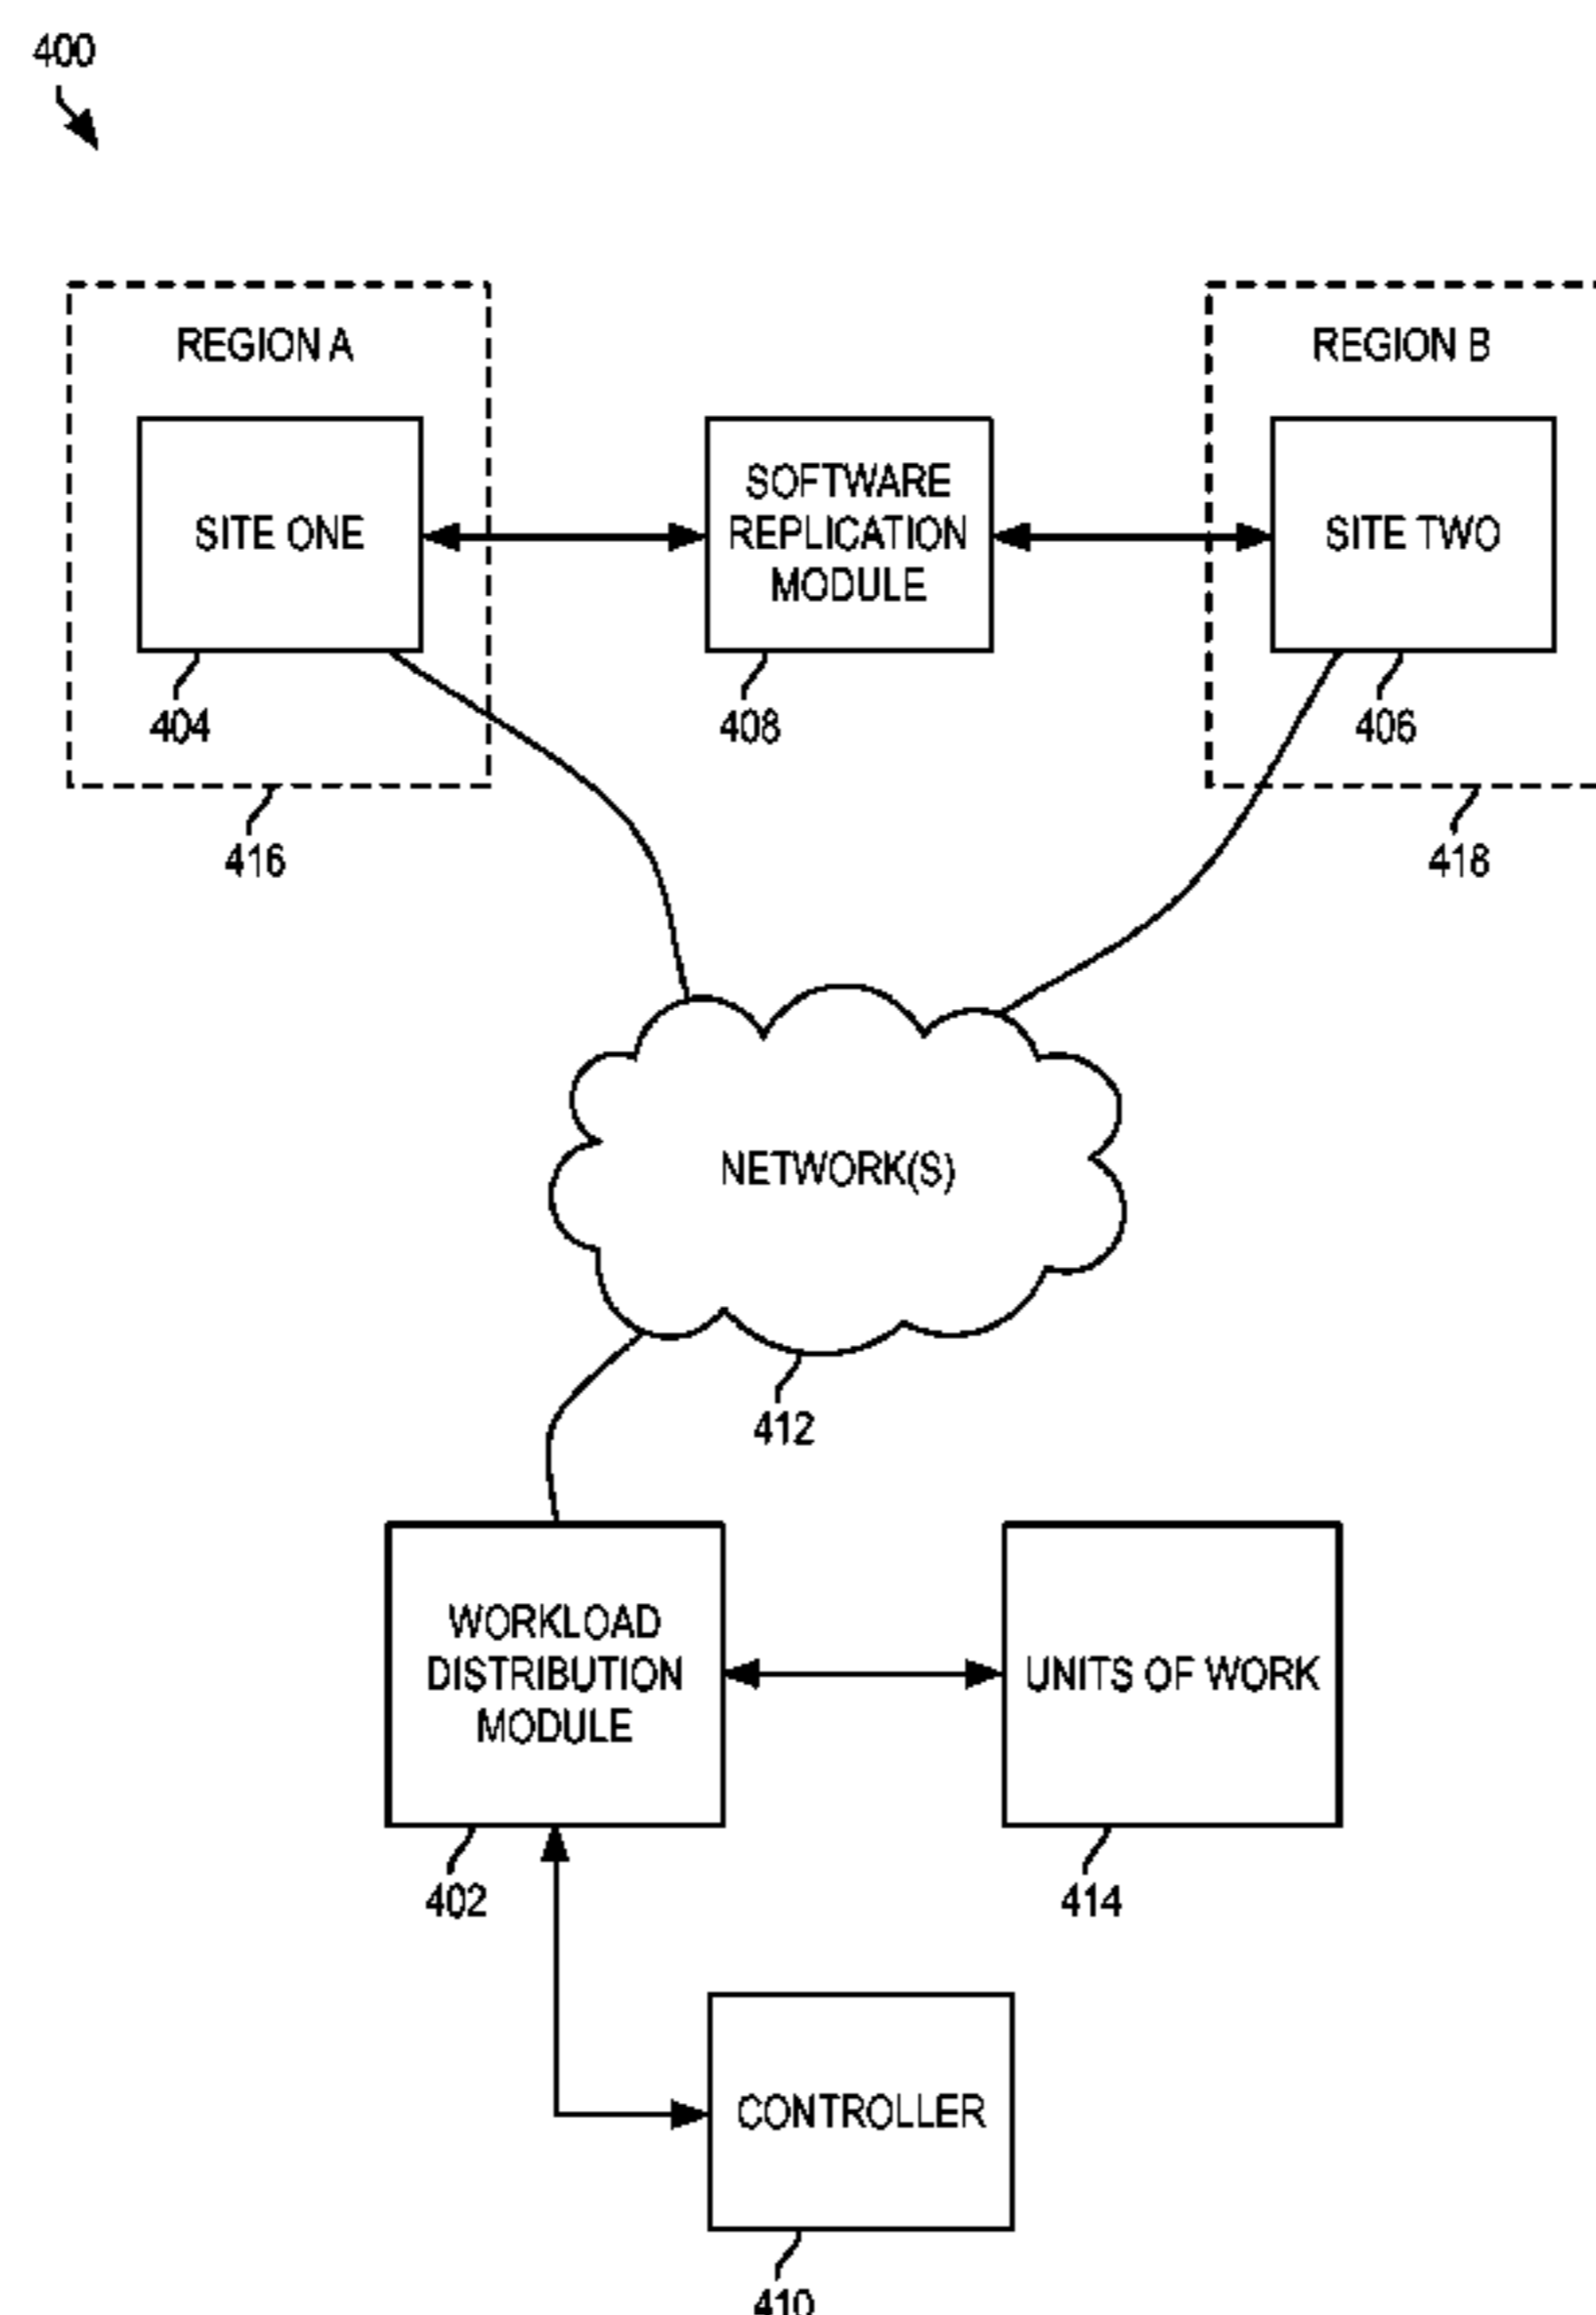 400
REGION A
REGION B
SITE ONE
SOFTWARE
REPLICATION
MODULE
SITE TWO
404
408
406
416
418
NETWORK(S)
412
WORKLOAD
DISTRIBUTION
MODULE
UNITS OF WORK
402
414
CONTROLLER
410